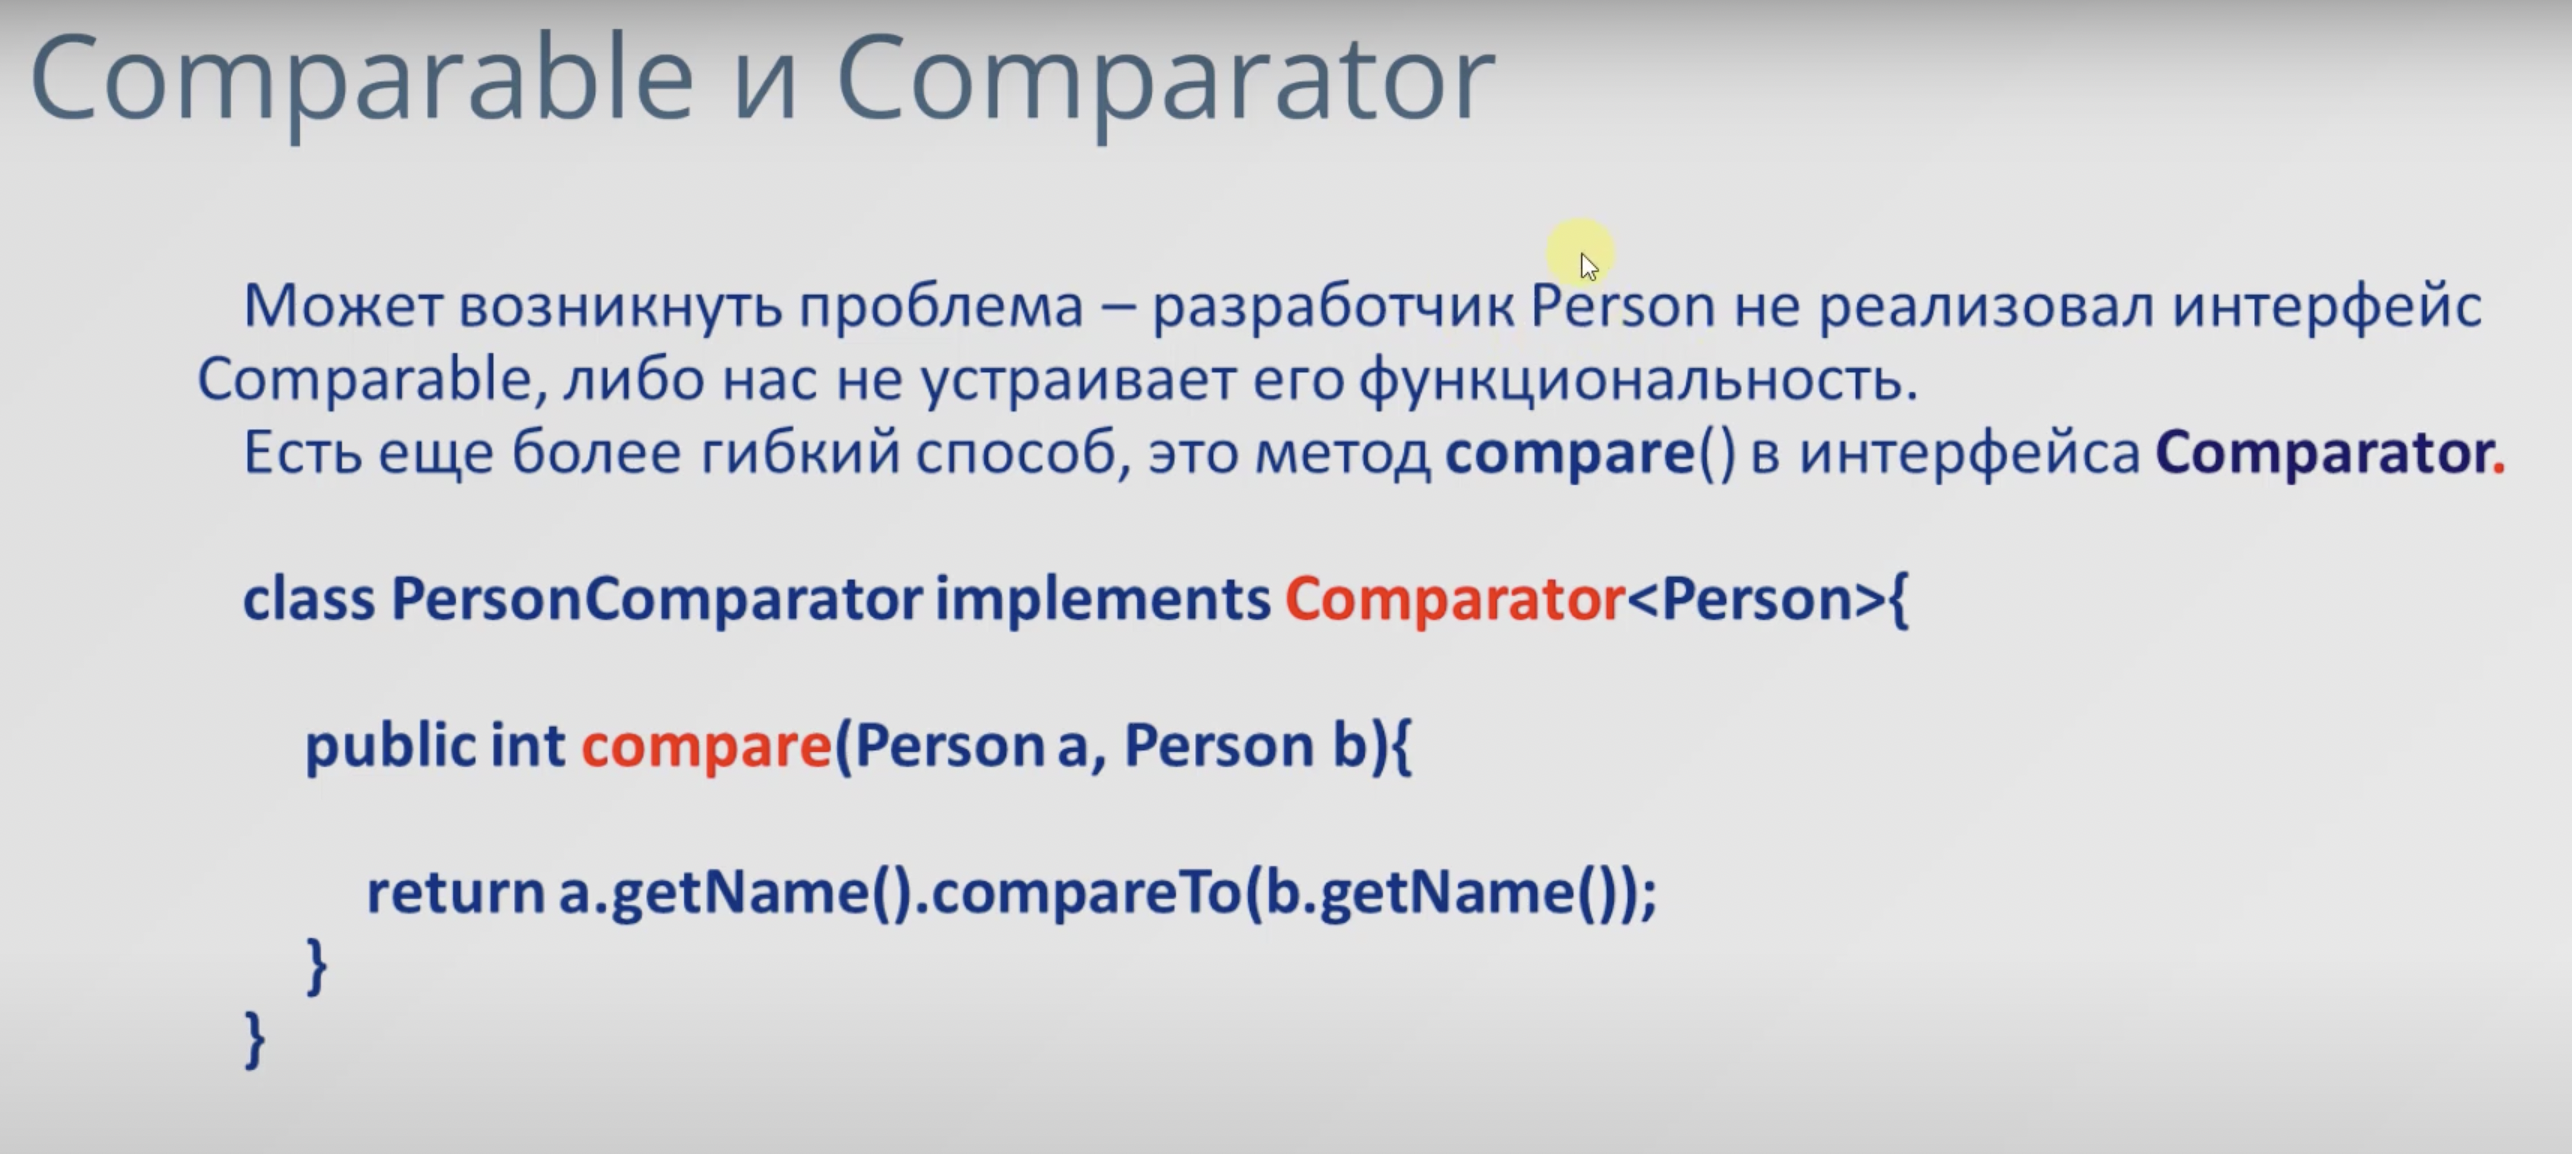 Comparable и Comparator
Может возникнуть проблема – разработчик Person не реализовал интерфейс
Comparable, либо нас не устраивает его функциональность.
Есть еще более гибкий способ, это метод compare() в интерфейса Comparator.
class PersonComparator implements Comparator<Person>{
public int compare(Person a, Person b){
return a.getName().compareTo(b.getName());
}
}